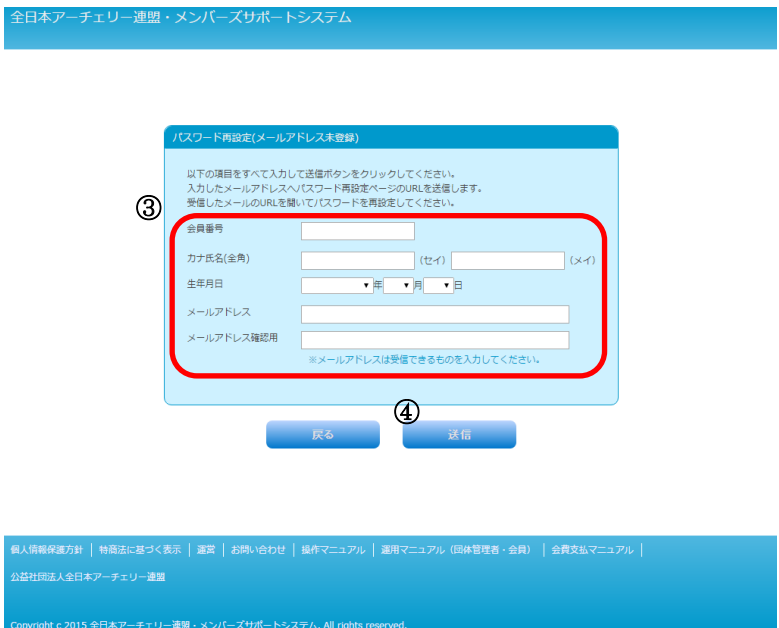 全日本アーチェリー連盟・メンバーズサポートシステム
パスワード再設定(メールアドレス未登録)
以下の項目をすべて入力して送信ボタンをクリックしてください。
入力したメールアドレスへパスワード再設定ページのURLを送信します。
受信したメールのURLを開いてパスワードを再設定してください。
③
会員番号
カナ氏名(全角) (セイ) (メイ)
生年月日 ▼年 ▼月 ▼日
メールアドレス
メールアドレス確認用
※メールアドレスは受信できるものを入力してください。
④
戻る 送信
個人情報保護方針 | 特商法に基づく表示 | 運営 | お問い合わせ | 操作マニュアル | 運用マニュアル（団体管理者・会員） | 会費支払マニュアル |
公益社団法人全日本アーチェリー連盟
Copyright c 2015 全日本アーチェリー連盟・メンバーズサポートシステム. All rights reserved.